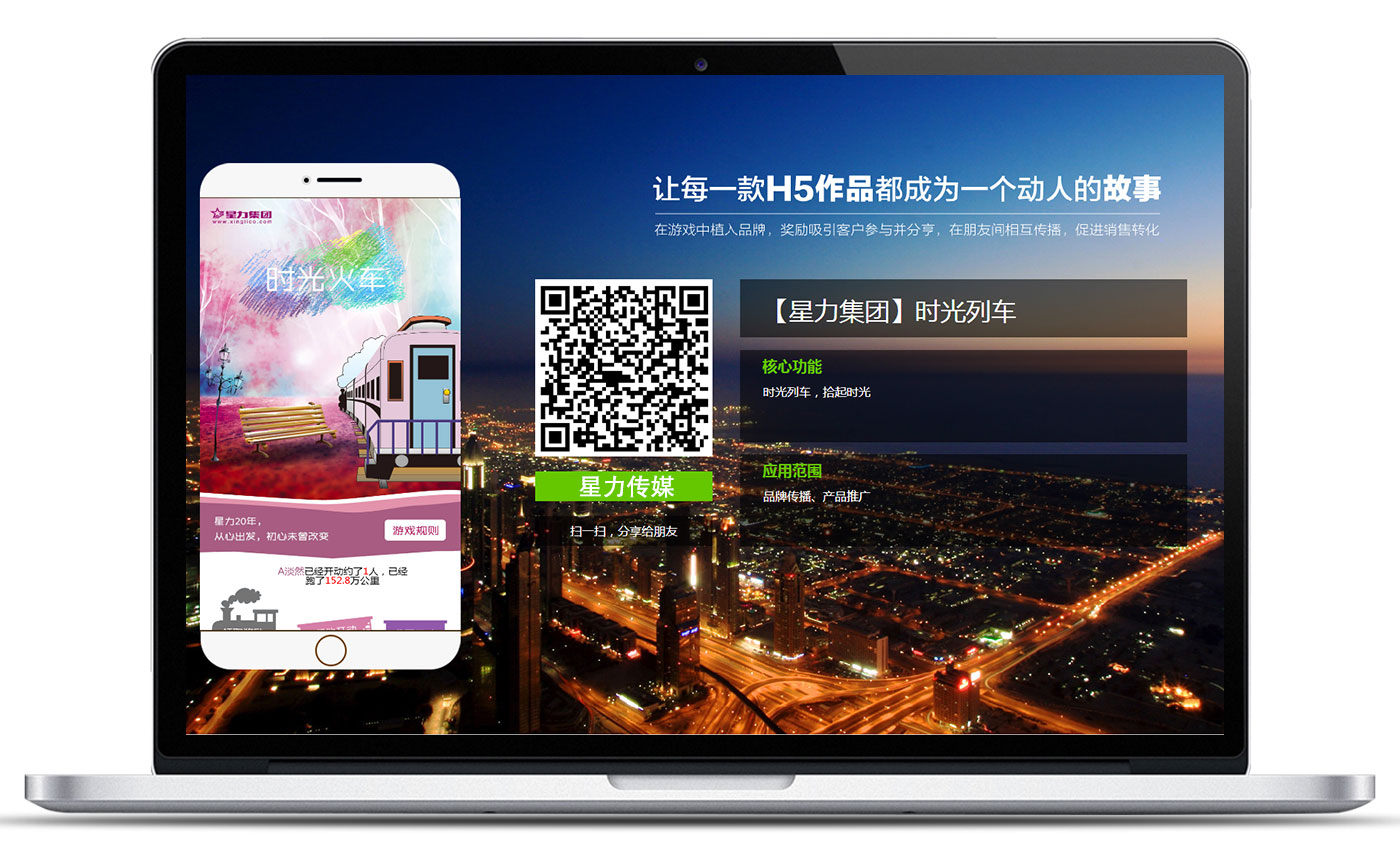 让每一款H5作品都成为一个动人的故事
在游戏中植入品牌，奖励吸引客户参与并分享，在朋友间相互传播，促进销售转化
星力集团
www.xinglico.com
时光火车
星力20年，
从心出发，初心未曾改变
游戏规则
A淡然已经开动约了1人，已经
跑了152.8万公里
星力传媒
扫一扫，分享给朋友
【星力集团】时光列车
核心功能
时光列车，拾起时光
应用范围
品牌传播、产品推广